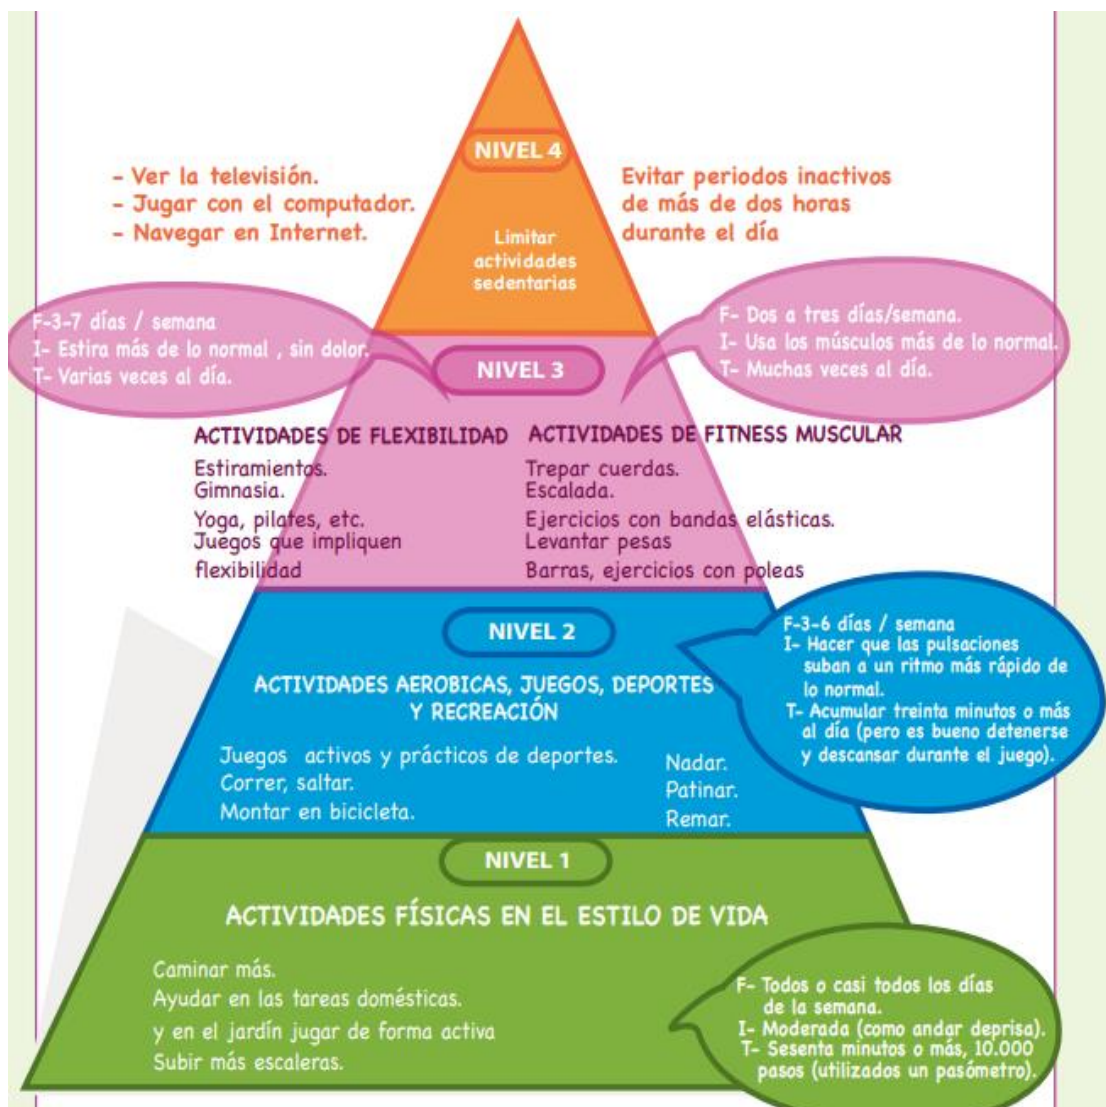 NIVEL 4
- Ver la televisión.
- Jugar con el computador.
- Navegar en Internet.
Limitar
actividades
sedentarias
Evitar periodos inactivos
de más de dos horas
durante el día
F-3-7 días / semana
I- Estira más de lo normal , sin dolor.
T- Varias veces al día.
NIVEL 3
F- Dos a tres días/semana.
I- Usa los músculos más de lo normal.
T- Muchas veces al día.
ACTIVIDADES DE FLEXIBILIDAD
Estiramientos.
Gimnasia.
Yoga, pilates, etc.
Juegos que impliquen
flexibilidad
ACTIVIDADES DE FITNESS MUSCULAR
Trepar cuerdas.
Escalada.
Ejercicios con bandas elásticas.
Levantar pesas
Barras, ejercicios con poleas
NIVEL 2
ACTIVIDADES AEROBICAS, JUEGOS, DEPORTES
Y RECREACIÓN
Juegos activos y prácticos de deportes.
Correr, saltar.
Montar en bicicleta.
Nadar.
Patinar.
Remar.
F-3-6 días / semana
I- Hacer que las pulsaciones
suban a un ritmo más rápido de
lo normal.
T- Acumular treinta minutos o más
al día (pero es bueno detenerse
y descansar durante el juego).
NIVEL 1
ACTIVIDADES FÍSICAS EN EL ESTILO DE VIDA
Caminar más.
Ayudar en las tareas domésticas.
y en el jardín jugar de forma activa
Subir más escaleras.
F- Todos o casi todos los días
de la semana.
I- Moderada (como andar deprisa).
T- Sesenta minutos o más, 10.000
pasos (utilizados un pasómetro).